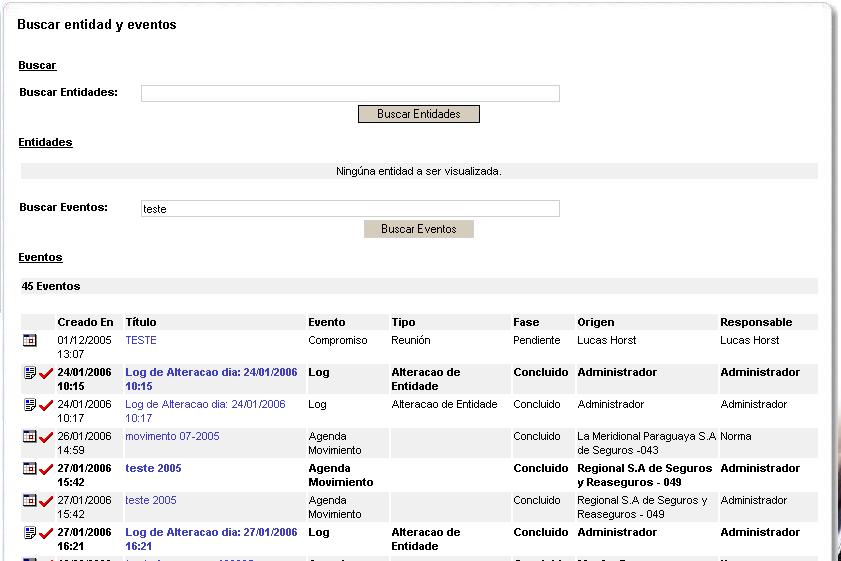 Buscar entidad y eventos
Buscar
Buscar Entidades:
Buscar Entidades
Entidades
Ningúna entidad a ser visualizada.
Buscar Eventos: teste
Buscar Eventos
Eventos
45 Eventos
Creado En Título Evento Tipo Fase Origen Responsable
01/12/2005 TESTE Compromiso Reunión Pendiente Lucas Horst Lucas Horst
13:07
24/01/2006 Log de Alteracao dia: 24/01/2006 Log Alteracao de Concluido Administrador Administrador
10:15 10:15 Entidade
24/01/2006 Log de Alteracao dia: 24/01/2006 Log Alteracao de Entidade Concluido Administrador Administrador
10:17 10:17
26/01/2006 movimento 07-2005 Agenda Concluido La Meridional Paraguaya S.A Norma
14:59 Movimiento de Seguros -043
27/01/2006 teste 2005 Agenda Concluido Regional S.A de Seguros Administrador
15:42 Movimiento y Reaseguros - 049
27/01/2006 teste 2005 Agenda Concluido Regional S.A de Seguros y Administrador
15:42 Movimiento Reaseguros - 049
27/01/2006 Log de Alteracao dia: 27/01/2006 Log Alteracao de Concluido Administrador Administrador
16:21 16:21 Entidade